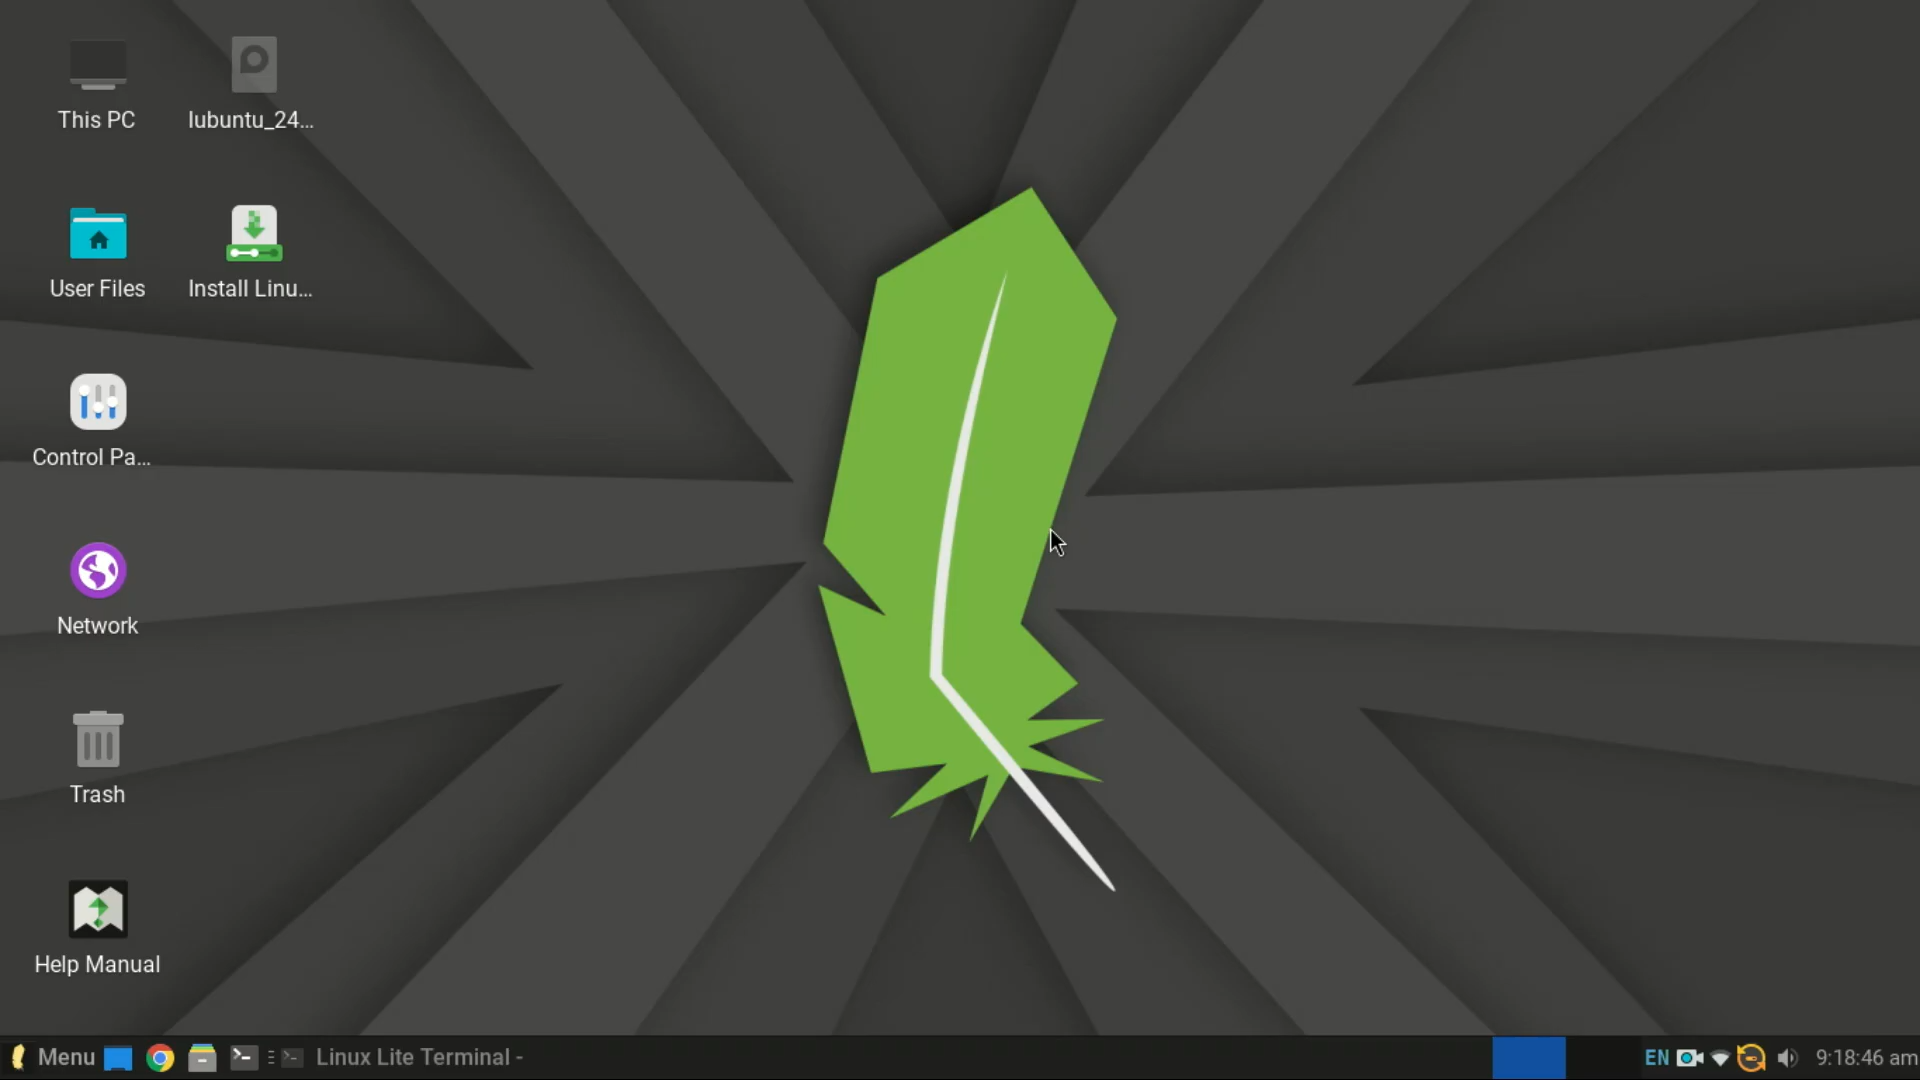 This PC
lubuntu_24...
User Files
Install Linu...
Control Pa...
Network
Trash
Help Manual
Menu
Linux Lite Terminal -
EN
9:18:46 am